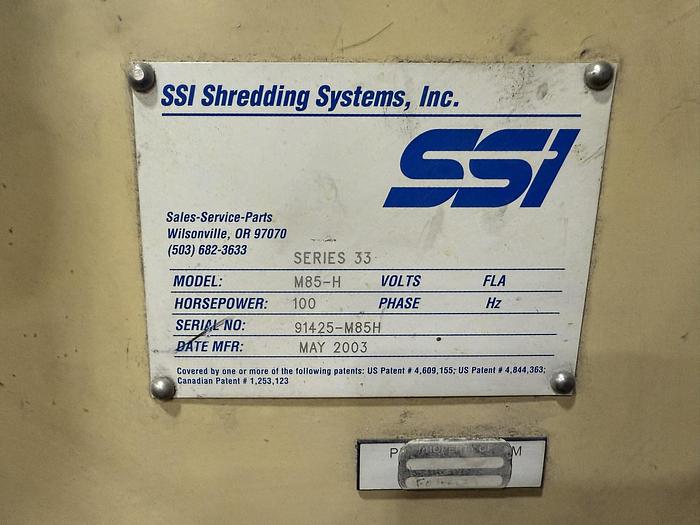 SSI Shredding Systems, Inc.
SSI
Sales-Service-Parts
Wilsonville, OR 97070
(503) 682-3633
SERIES 33
MODEL: M85-H VOLTS FLA
HORSEPOWER: 100 PHASE Hz
SERIAL NO: 91425-M85H
DATE MFR: MAY 2003
Covered by one or more of the following patents: US Patent # 4,609,155; US Patent # 4,844,363;
Canadian Patent # 1,253,123
PROPERTY OF